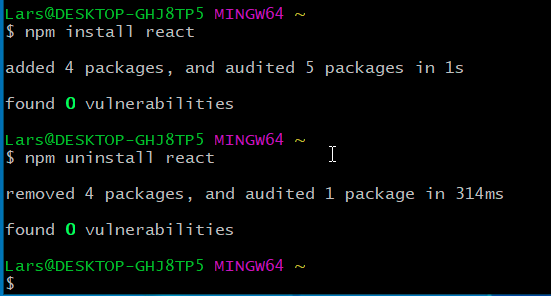 Lars@DESKTOP-GHJ8TP5 MINGW64 ~
$ npm install react
added 4 packages, and audited 5 packages in 1s
found 0 vulnerabilities
Lars@DESKTOP-GHJ8TP5 MINGW64 ~
$ npm uninstall react
removed 4 packages, and audited 1 package in 314ms
found 0 vulnerabilities
Lars@DESKTOP-GHJ8TP5 MINGW64 ~
$